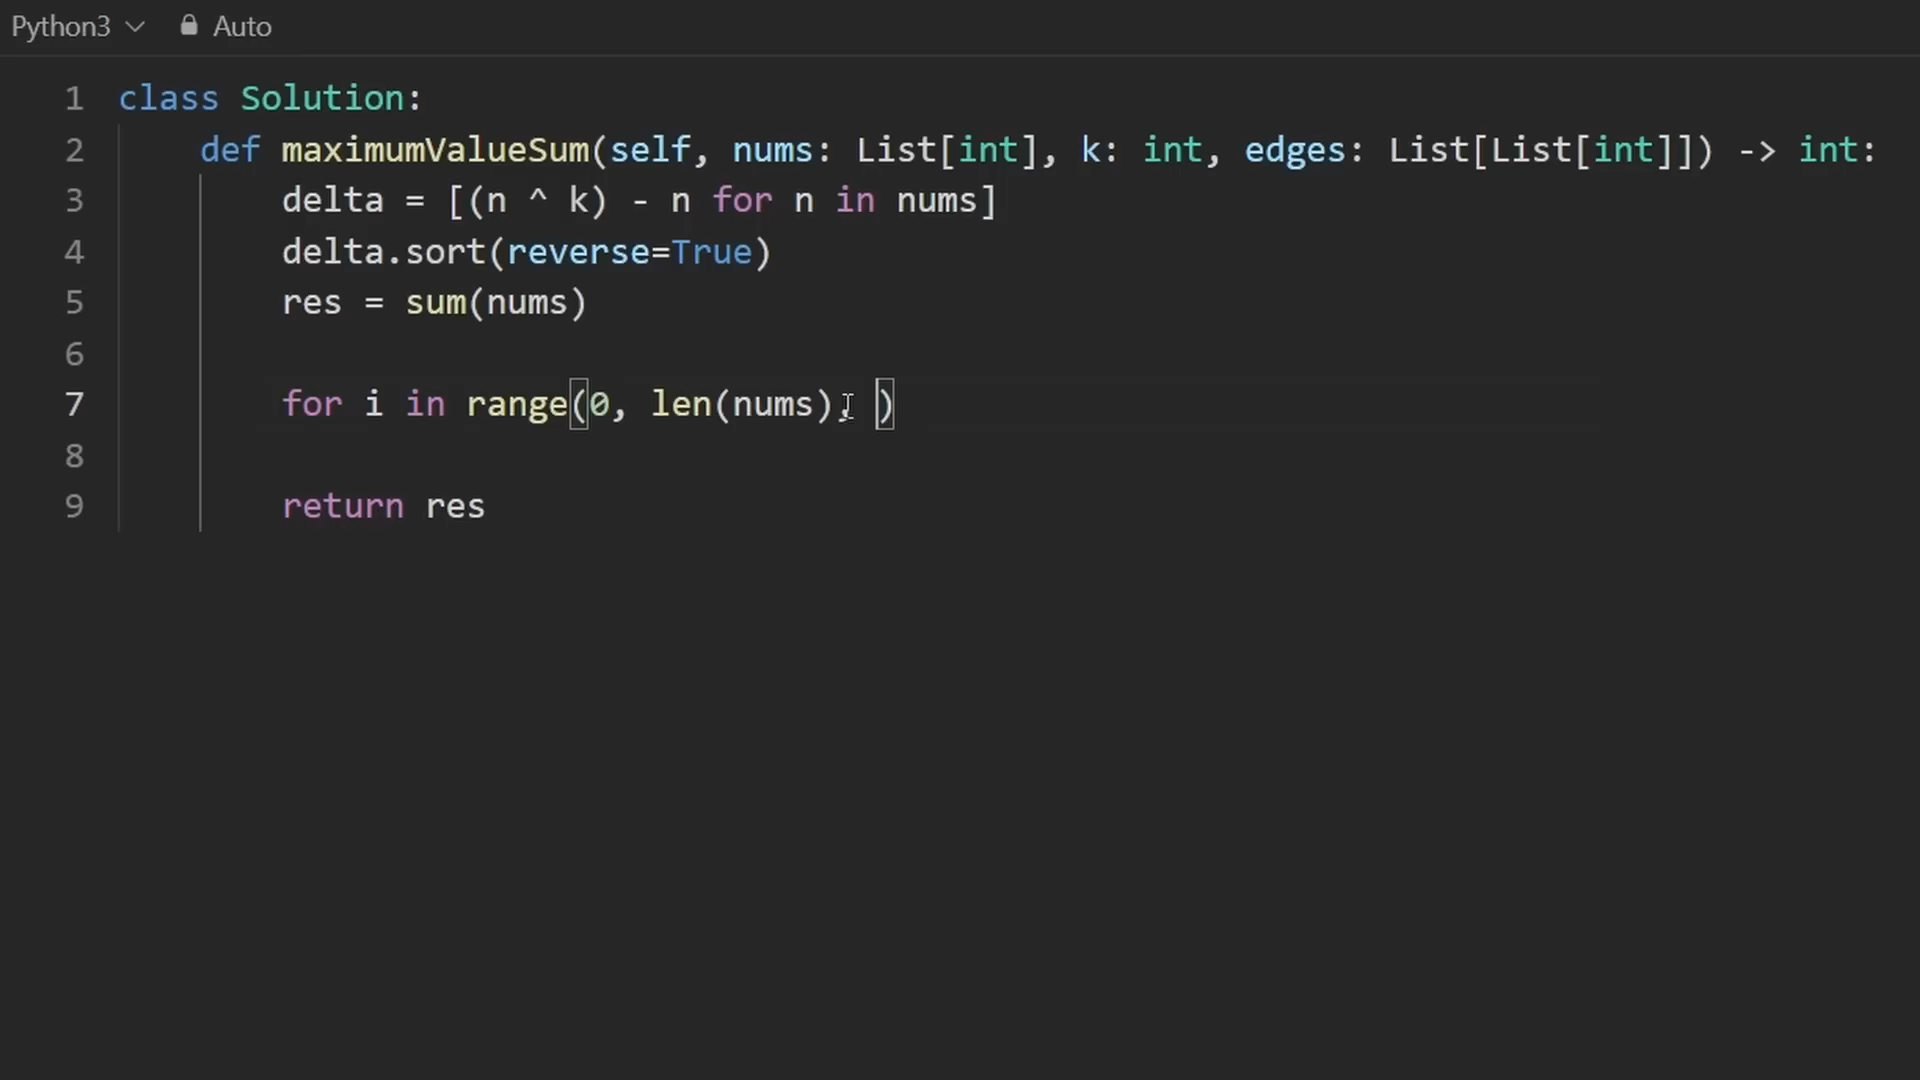 Python3 Auto
1 class Solution:
2 def maximumValueSum(self, nums: List[int], k: int, edges: List[List[int]]) -> int:
3 delta = [(n ^ k) - n for n in nums]
4 delta.sort(reverse=True)
5 res = sum(nums)
6
7 for i in range(0, len(nums), )
8
9 return res